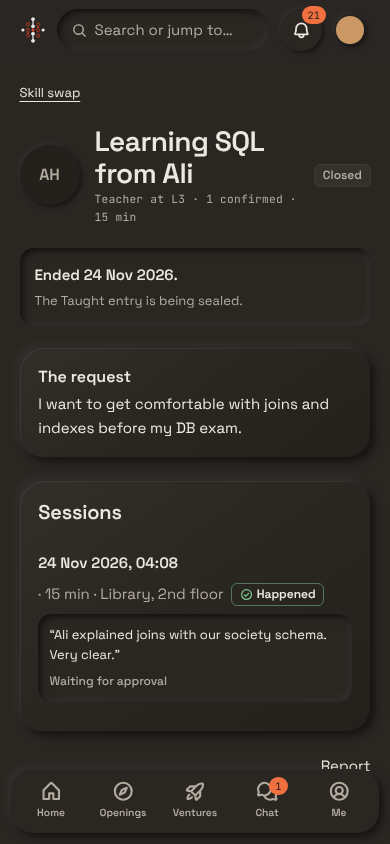 Search or jump to...
21
Skill swap
AH
Learning SQL
from Ali
Teacher at L3 · 1 confirmed ·
15 min
Closed
Ended 24 Nov 2026.
The Taught entry is being sealed.
The request
I want to get comfortable with joins and
indexes before my DB exam.
Sessions
24 Nov 2026, 04:08
· 15 min · Library, 2nd floor
Happened
“Ali explained joins with our society schema.
Very clear.”
Waiting for approval
Report
1
Home
Openings
Ventures
Chat
Me